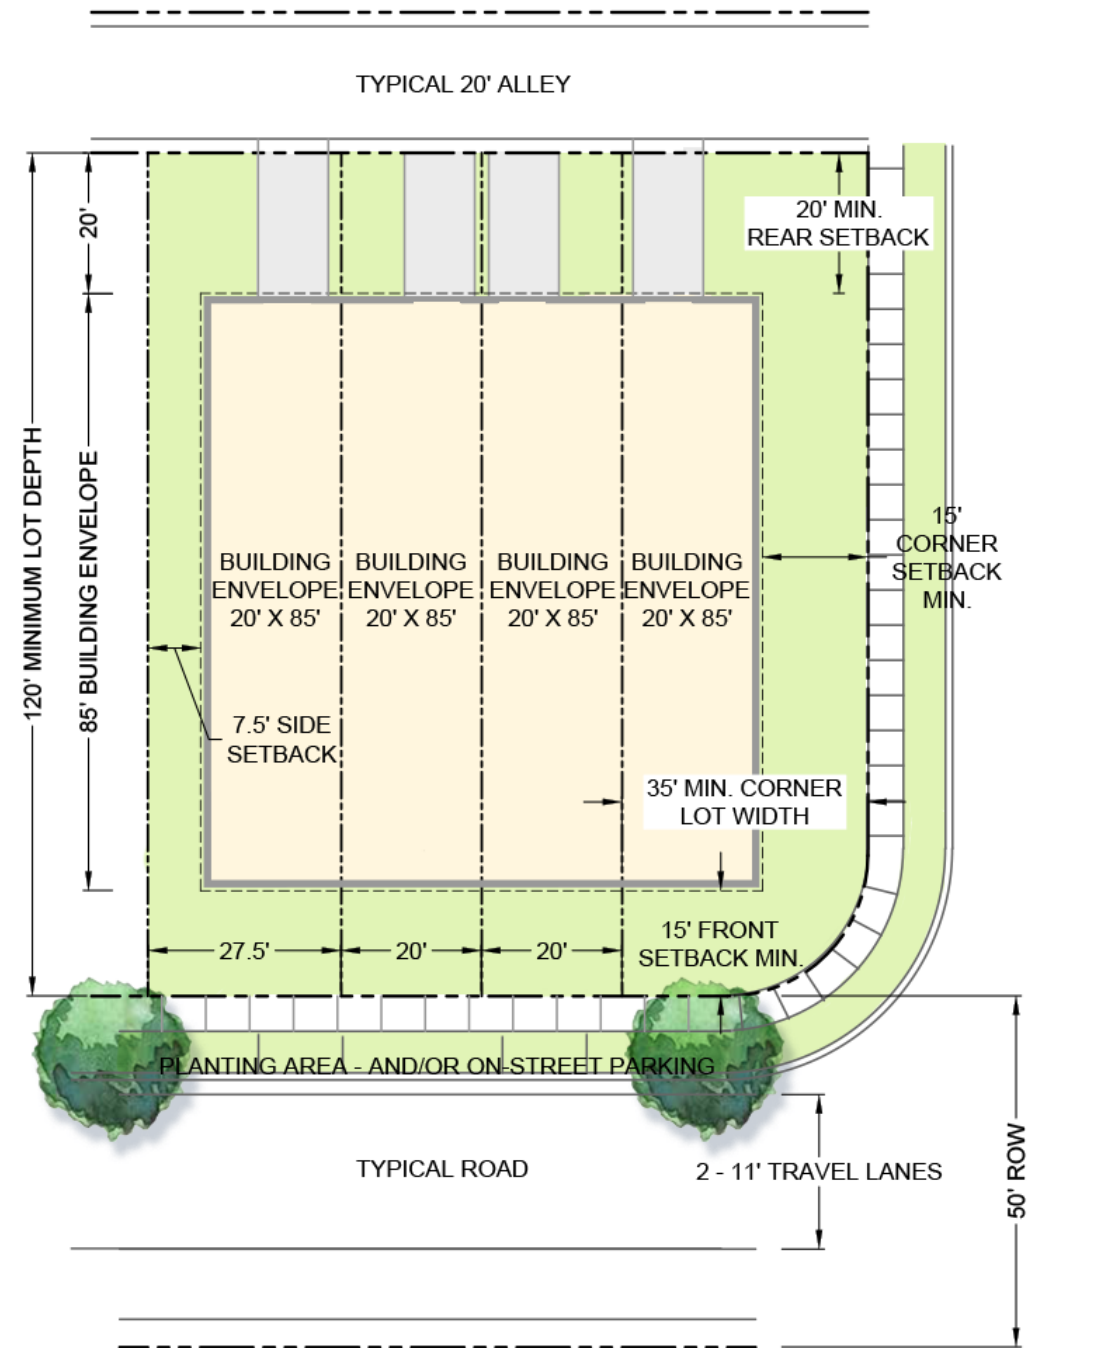 TYPICAL 20' ALLEY
20'
20' MIN.
REAR SETBACK
120' MINIMUM LOT DEPTH
85' BUILDING ENVELOPE
BUILDING
ENVELOPE
20' X 85'
BUILDING
ENVELOPE
20' X 85'
BUILDING
ENVELOPE
20' X 85'
BUILDING
ENVELOPE
20' X 85'
15'
CORNER
SETBACK
MIN.
7.5' SIDE
SETBACK
35' MIN. CORNER
LOT WIDTH
27.5'
20'
20'
15' FRONT
SETBACK MIN.
PLANTING AREA - AND/OR ON-STREET PARKING
TYPICAL ROAD
2 - 11' TRAVEL LANES
50' ROW